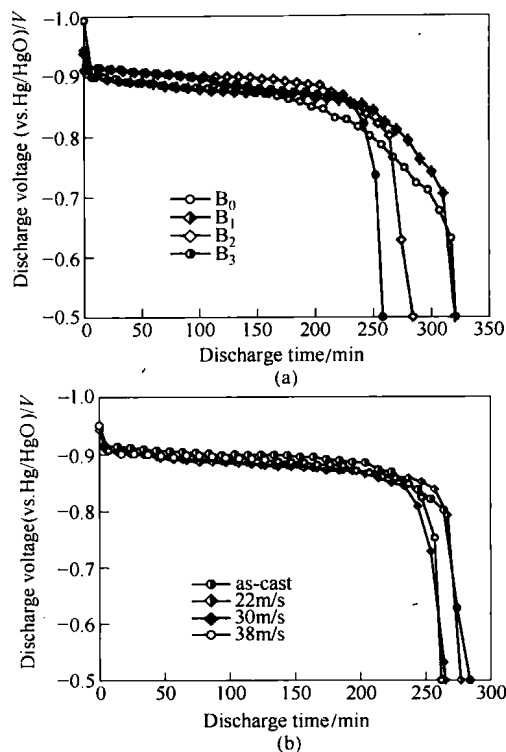 (a)
−1.0
−0.9
−0.8
−0.7
−0.6
−0.5
Discharge voltage (vs.Hg/HgO)/V
B0
B1
B2
B3
0 50 100 150 200 250 300 350
Discharge time/min
(a)
−1.0
−0.9
−0.8
−0.7
−0.6
−0.5
Discharge voltage(vs.Hg/HgO)/V
as-cast
22m/s
30m/s
38m/s
0 50 100 150 200 250 300
Discharge time/min
(b)